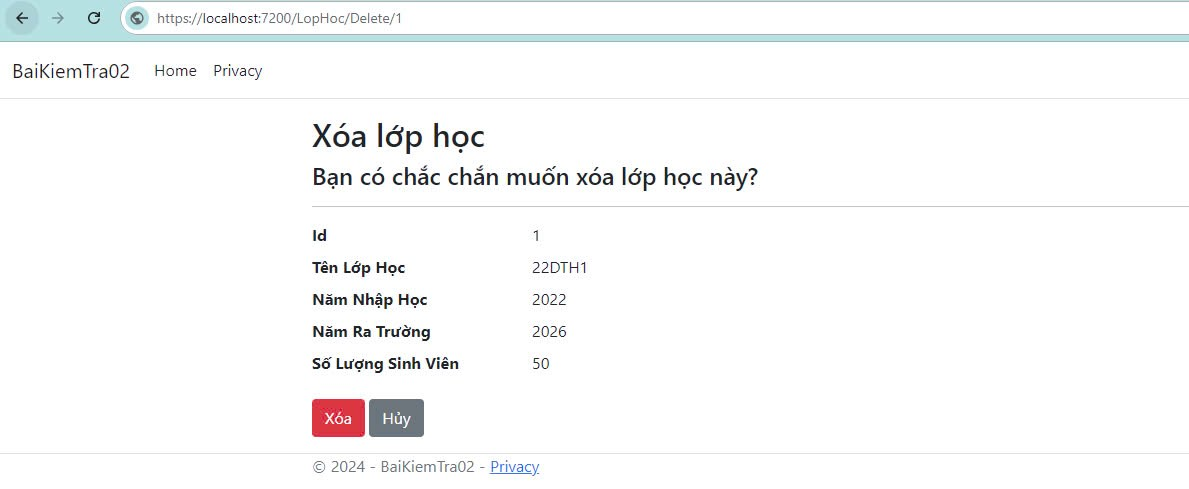 https://localhost:7200/LopHoc/Delete/1
BaiKiemTra02 Home Privacy
Xóa lớp học
Bạn có chắc chắn muốn xóa lớp học này?
Id 1
Tên Lớp Học 22DTH1
Năm Nhập Học 2022
Năm Ra Trường 2026
Số Lượng Sinh Viên 50
Xóa Hủy
© 2024 - BaiKiemTra02 - Privacy